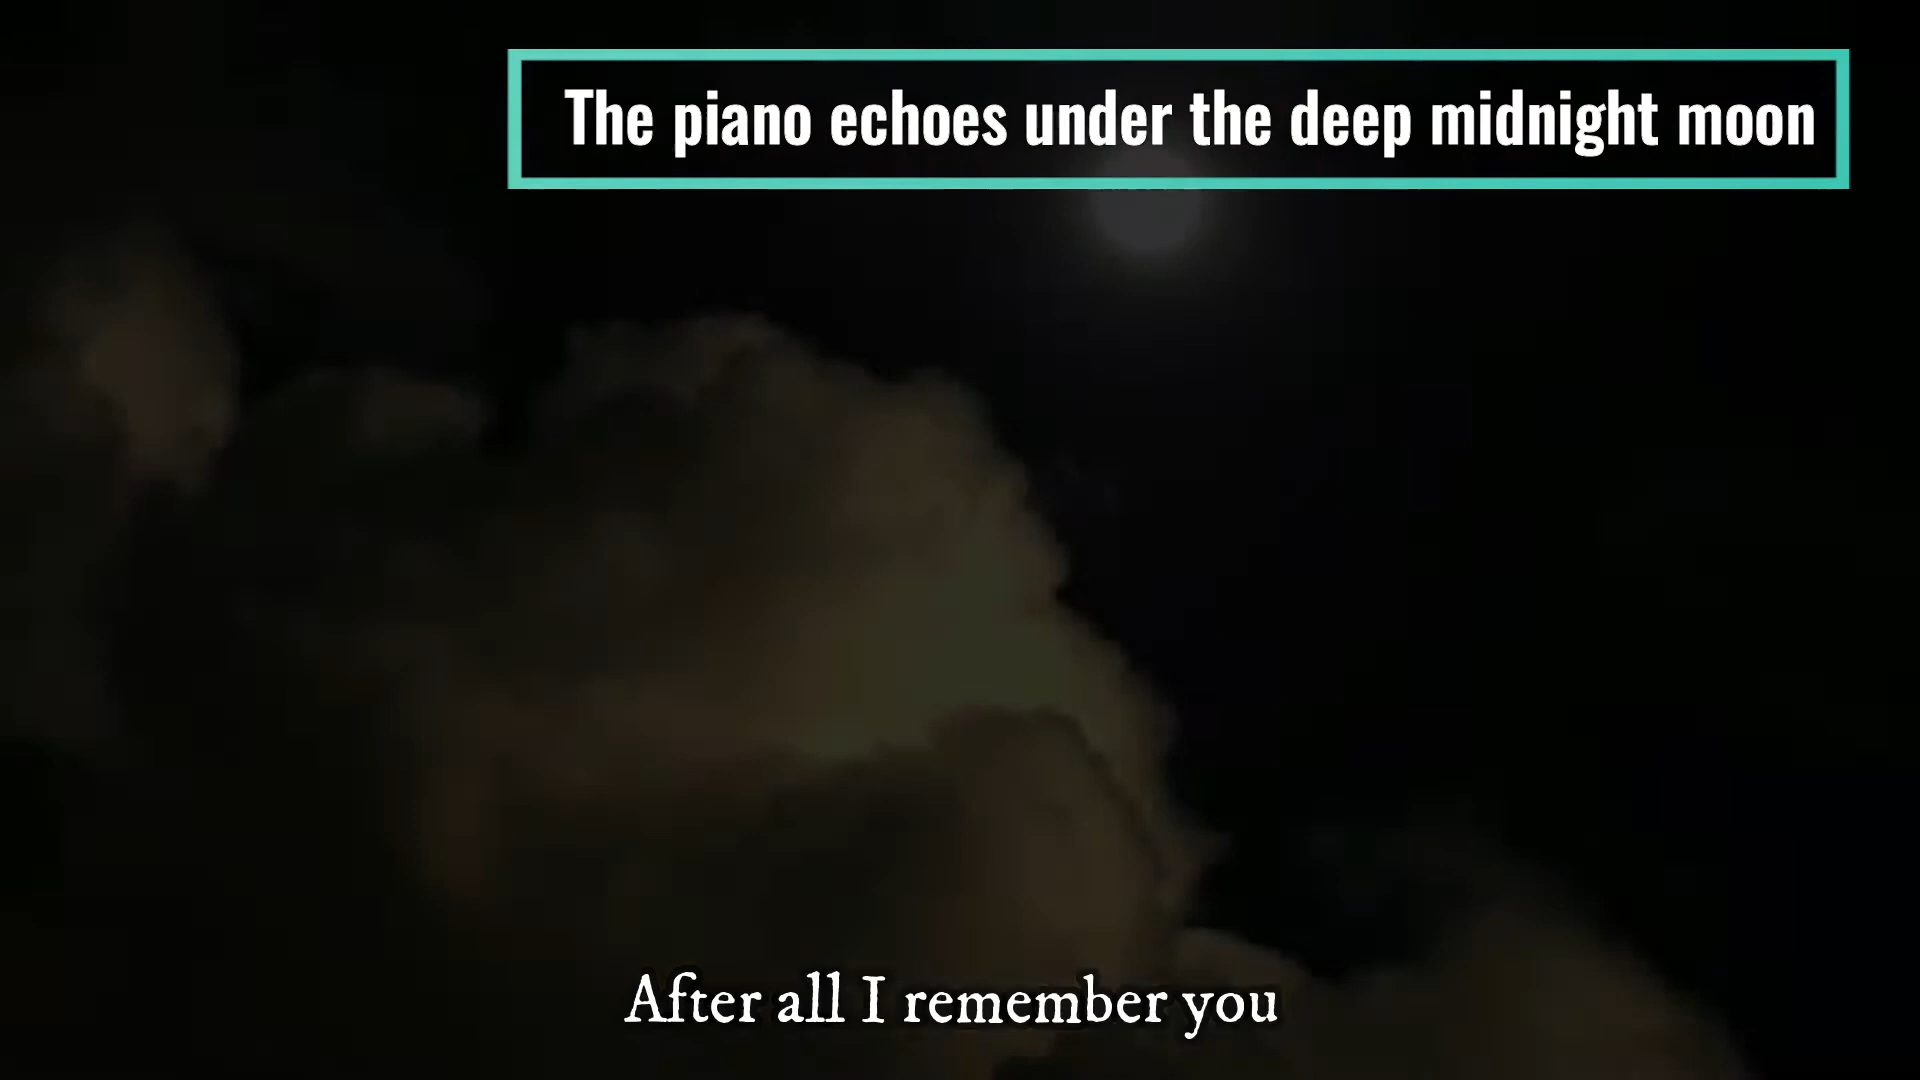 The piano echoes under the deep midnight moon
After all I remember you